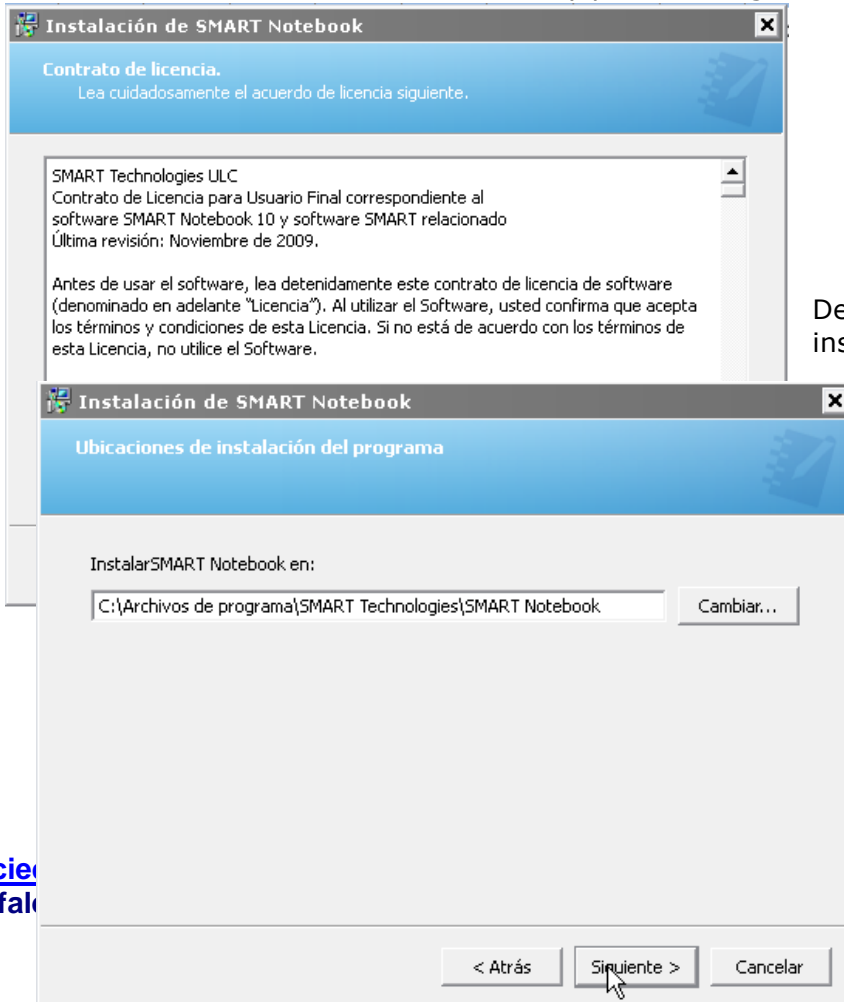 Instalación de SMART Notebook
Contrato de licencia.
Lea cuidadosamente el acuerdo de licencia siguiente.
SMART Technologies ULC
Contrato de Licencia para Usuario Final correspondiente al
software SMART Notebook 10 y software SMART relacionado
Última revisión: Noviembre de 2009.
Antes de usar el software, lea detenidamente este contrato de licencia de software
(denominado en adelante "Licencia"). Al utilizar el Software, usted confirma que acepta
los términos y condiciones de esta Licencia. Si no está de acuerdo con los términos de
esta Licencia, no utilice el Software.
Instalación de SMART Notebook
Ubicaciones de instalación del programa
InstalarSMART Notebook en:
C:\Archivos de programa\SMART Technologies\SMART Notebook
Cambiar...
< Atrás
Siguiente >
Cancelar